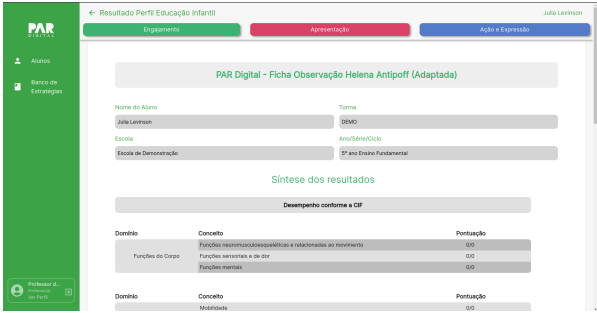 PAR
DIGITAL
← Resultado Perfil Educação Infantil
Julia Levinson
Engajamento
Apresentação
Ação e Expressão
Alunos
Banco de
Estratégias
PAR Digital - Ficha Observação Helena Antipoff (Adaptada)
Nome do Aluno
Turma
Julia Levinson
DEMO
Escola
Ano/Série/Ciclo
Escola de Demonstração
5º ano Ensino Fundamental
Síntese dos resultados
Desempenho conforme a CIF
Domínio Conceito Pontuação
Funções neuromusculoesqueléticas e relacionadas ao movimento 0/0
Funções do Corpo Funções sensoriais e de dor 0/0
Funções mentais 0/0
Domínio Conceito Pontuação
Mobilidade 0/0
Professor d...
Professor(a)
Ver Perfil